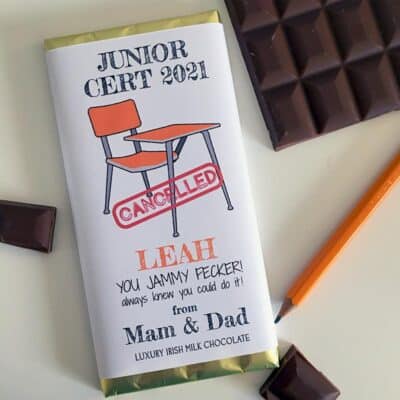 JUNIOR
CERT 2021
CANCELLED
LEAH
YOU JAMMY FECKER!
always knew you could do it!
from
Mam & Dad
LUXURY IRISH MILK CHOCOLATE